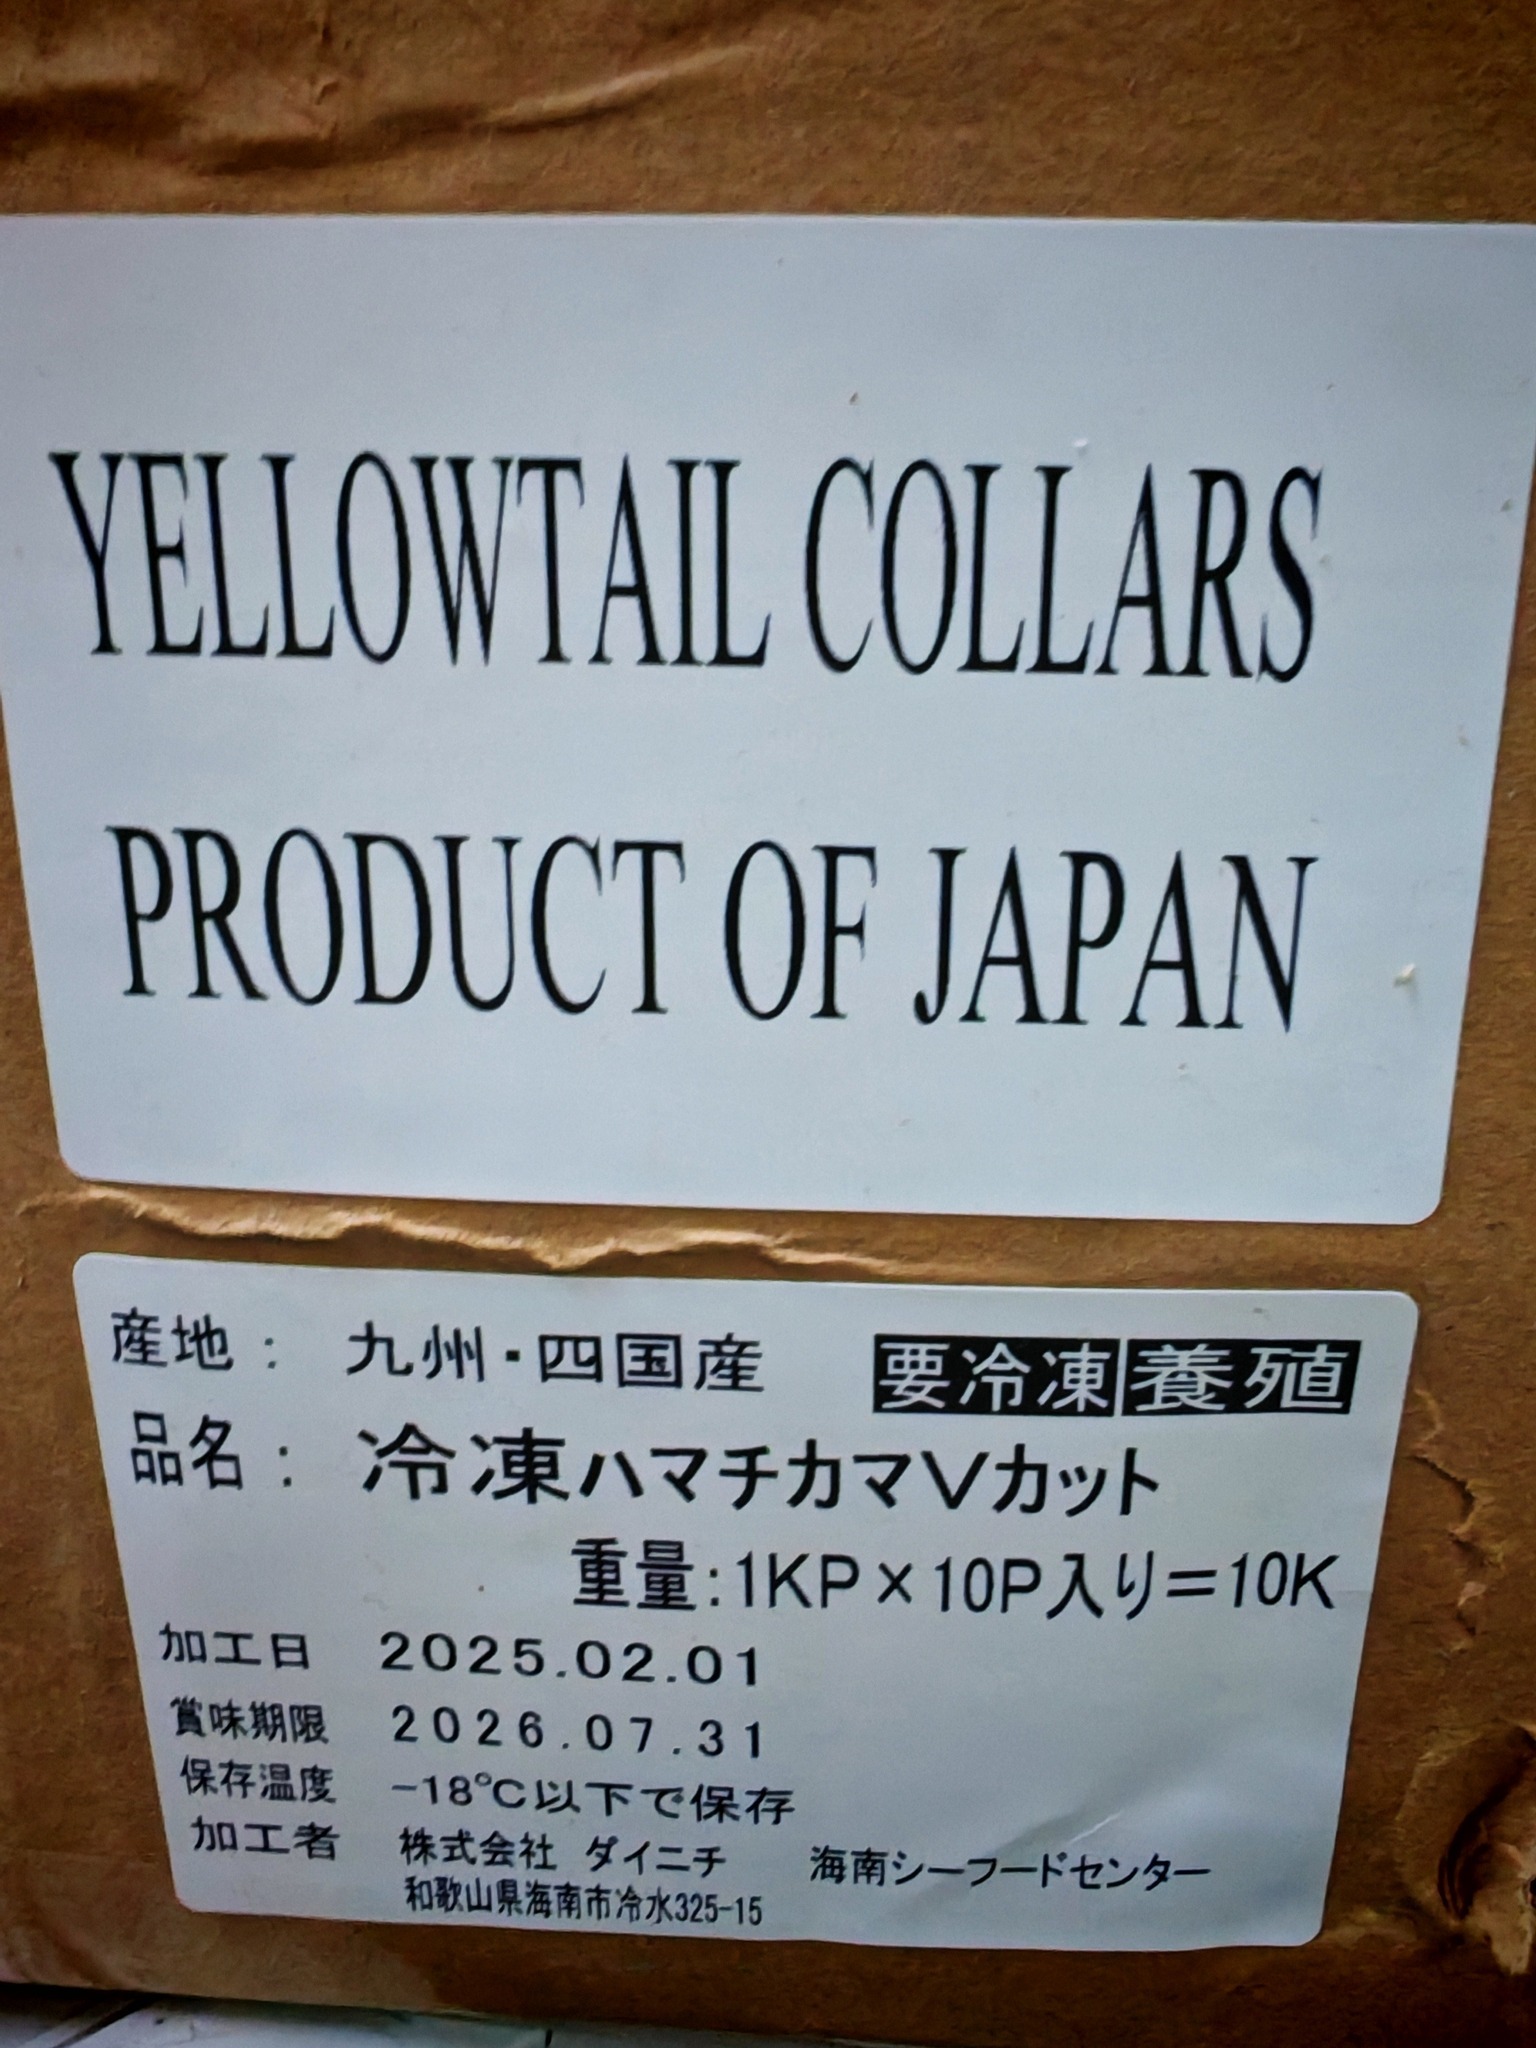 YELLOWTAIL COLLARS
PRODUCT OF JAPAN
産地： 九州・四国産 要冷凍 養殖
品名： 冷凍ハマチカマVカット
重量:1KP×10P入り=10K
加工日 2025.02.01
賞味期限 2026.07.31
保存温度 -18℃以下で保存
加工者 株式会社 ダイニチ 海南シーフードセンター
和歌山県海南市冷水325-15